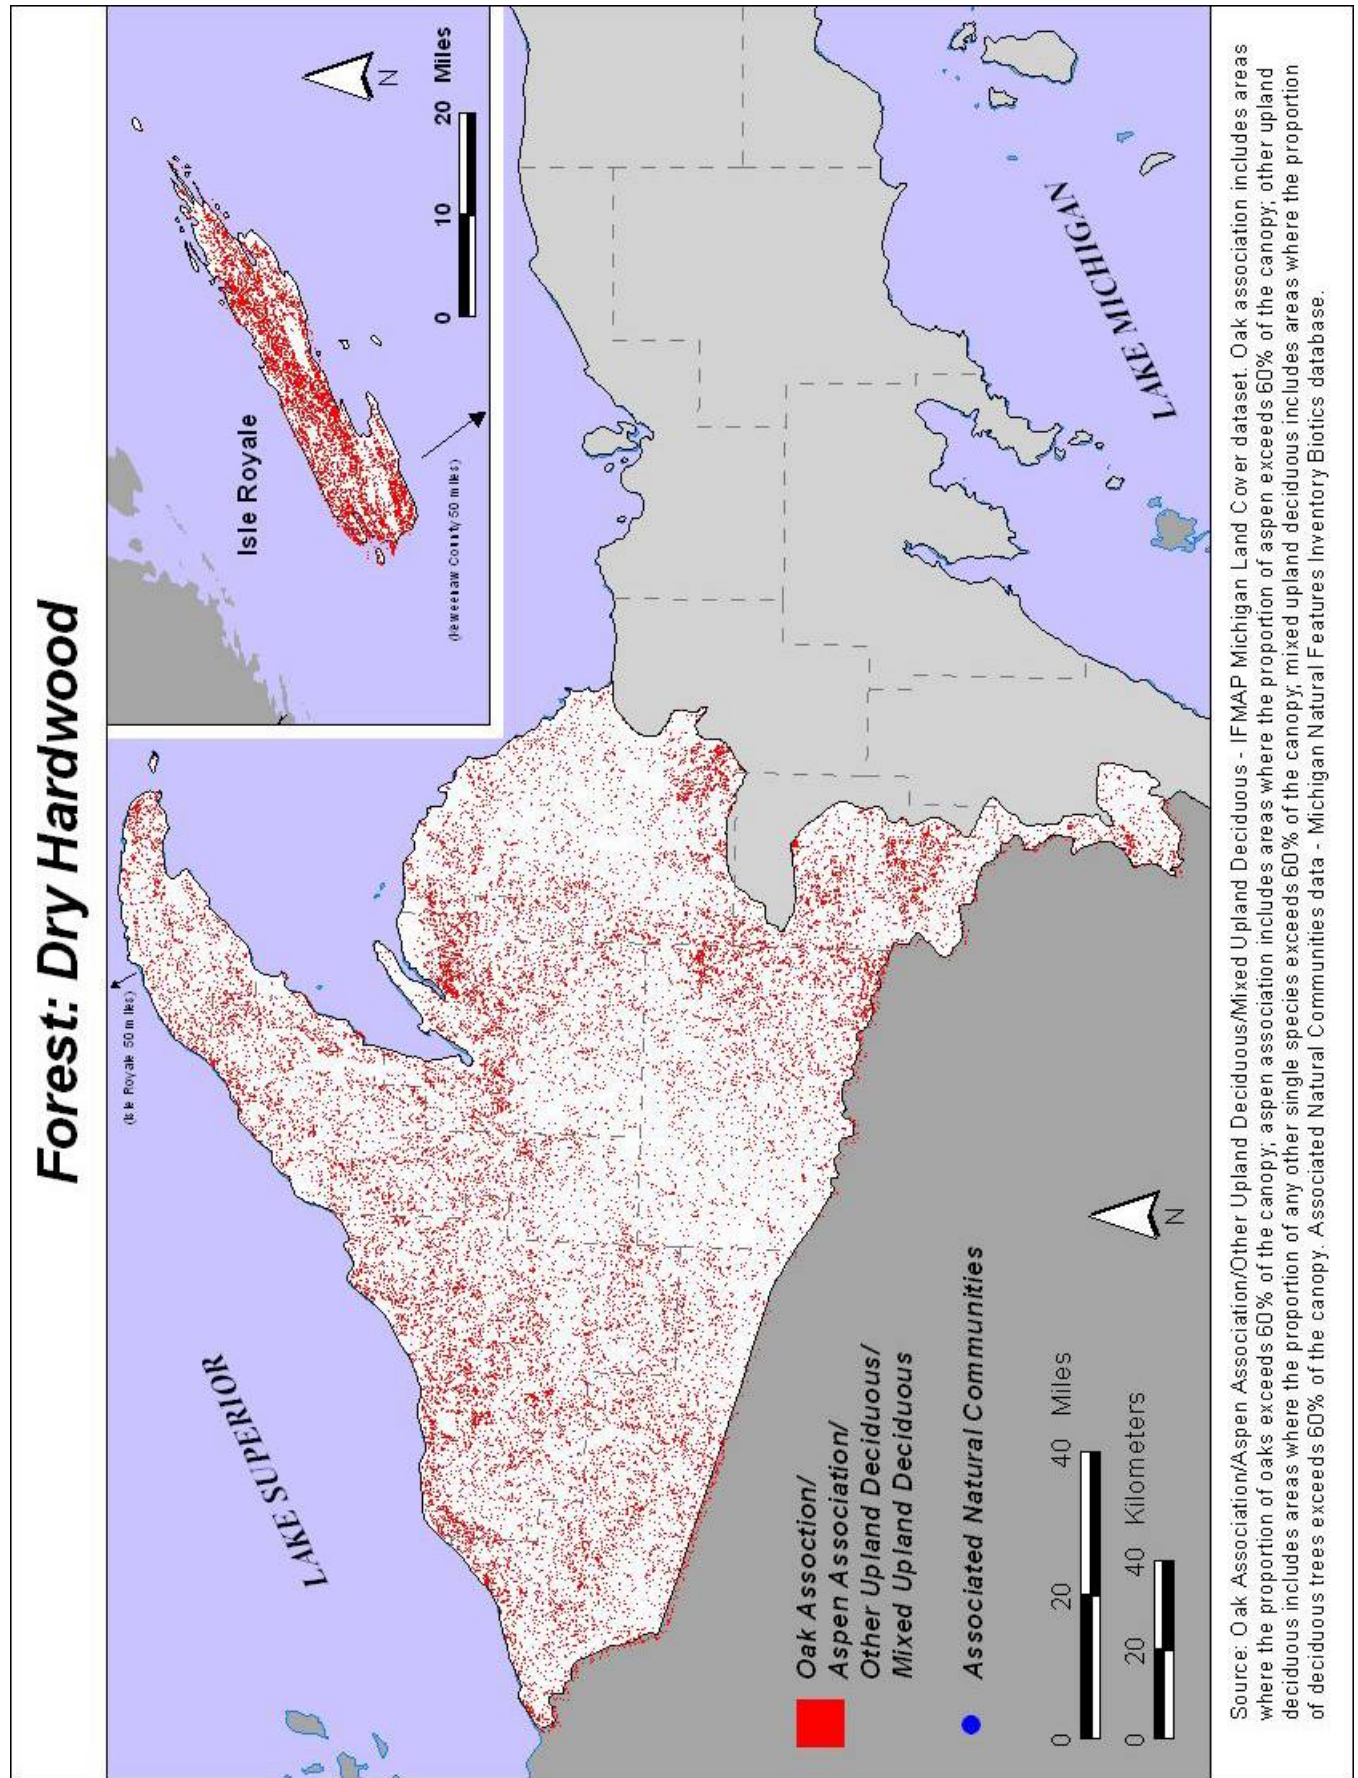 Forest: Dry Hardwood
(Isle Royale 50 miles)
Isle Royale
N
0 10 20 Miles
(Keweenaw County 50 miles)
LAKE SUPERIOR
LAKE MICHIGAN
Oak Assoction/
Aspen Association/
Other Upland Deciduous/
Mixed Upland Deciduous
Associated Natural Communities
0 20 40 Miles
0 20 40 Kilometers
N
Source: Oak Association/Aspen Association/Other Upland Deciduous/Mixed Upland Deciduous - IFMAP Michigan Land Cover dataset. Oak association includes areas
where the proportion of oaks exceeds 60% of the canopy; aspen association includes areas where the proportion of aspen exceeds 60% of the canopy; other upland
deciduous includes areas where the proportion of any other single species exceeds 60% of the canopy; mixed upland deciduous includes areas where the proportion
of deciduous trees exceeds 60% of the canopy. Associated Natural Communities data - Michigan Natural Features Inventory Biotics database.